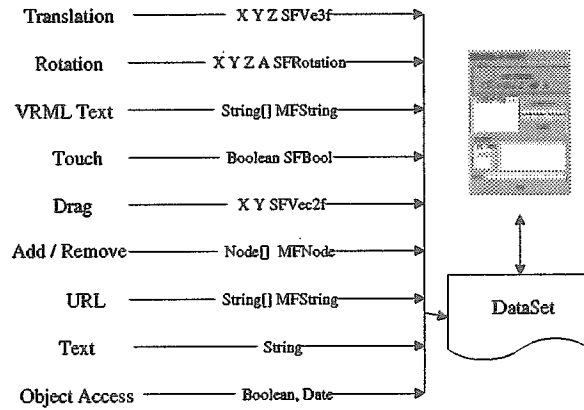 Translation X Y Z SFVe3f
Rotation X Y Z A SFRotation
VRML Text String[] MFString
Touch Boolean SFBool
Drag X Y SFVec2f
Add / Remove Node[] MFNode
URL String[] MFString
DataSet
Text String
Object Access Boolean, Date